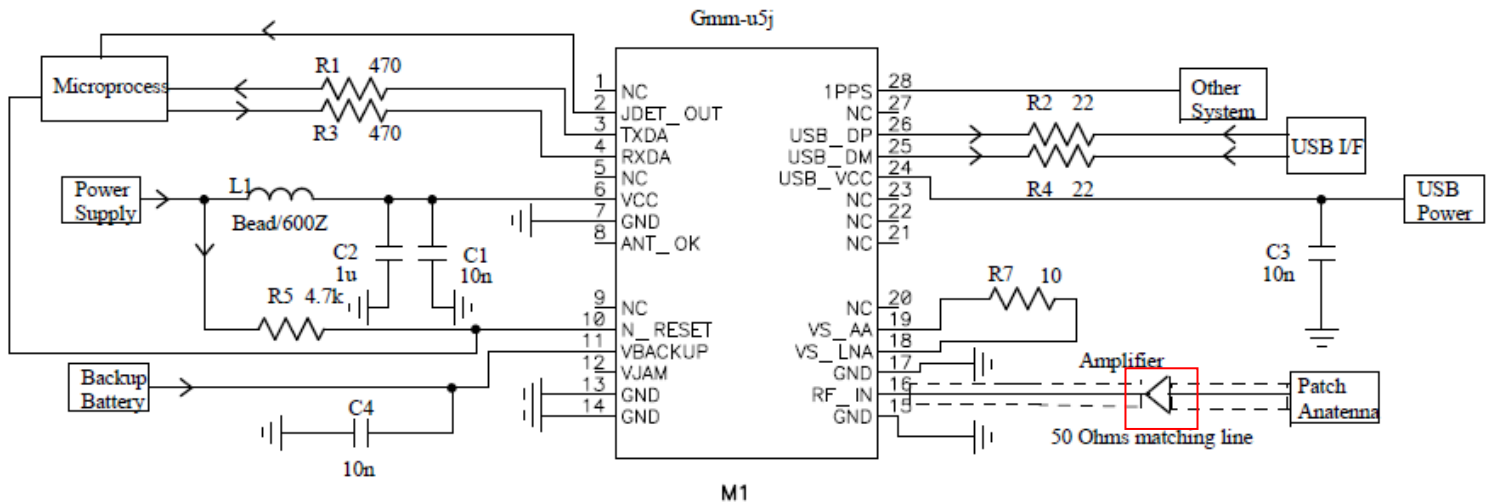 Gmm-u5j
Microprocess
R1 470
R3 470
Power
Supply
L1
Bead/600Z
C2
1u
C1
10n
R5 4.7k
Backup
Battery
C4
10n
1
NC
2
JDET_OUT
3
TXDA
4
RXDA
5
NC
6
VCC
7
GND
8
ANT_OK
9
NC
10
N_RESET
11
VBACKUP
12
VJAM
13
GND
14
GND
28
1PPS
27
NC
26
USB_DP
25
USB_DM
24
USB_VCC
23
NC
22
NC
21
NC
20
NC
19
VS_AA
18
VS_LNA
17
GND
16
RF_IN
15
GND
Other
System
R2 22
USB I/F
R4 22
USB
Power
C3
10n
R7 10
Amplifier
Patch
Anatenna
50 Ohms matching line
M1